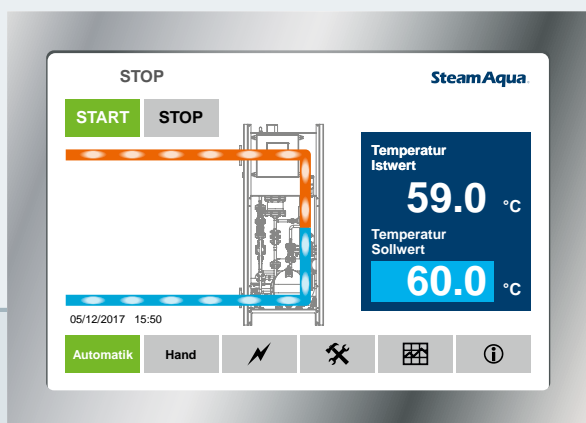 STOP
SteamAqua.
START
STOP
Temperatur
Istwert
59.0 °C
Temperatur
Sollwert
60.0 °C
05/12/2017 15:50
Automatik
Hand